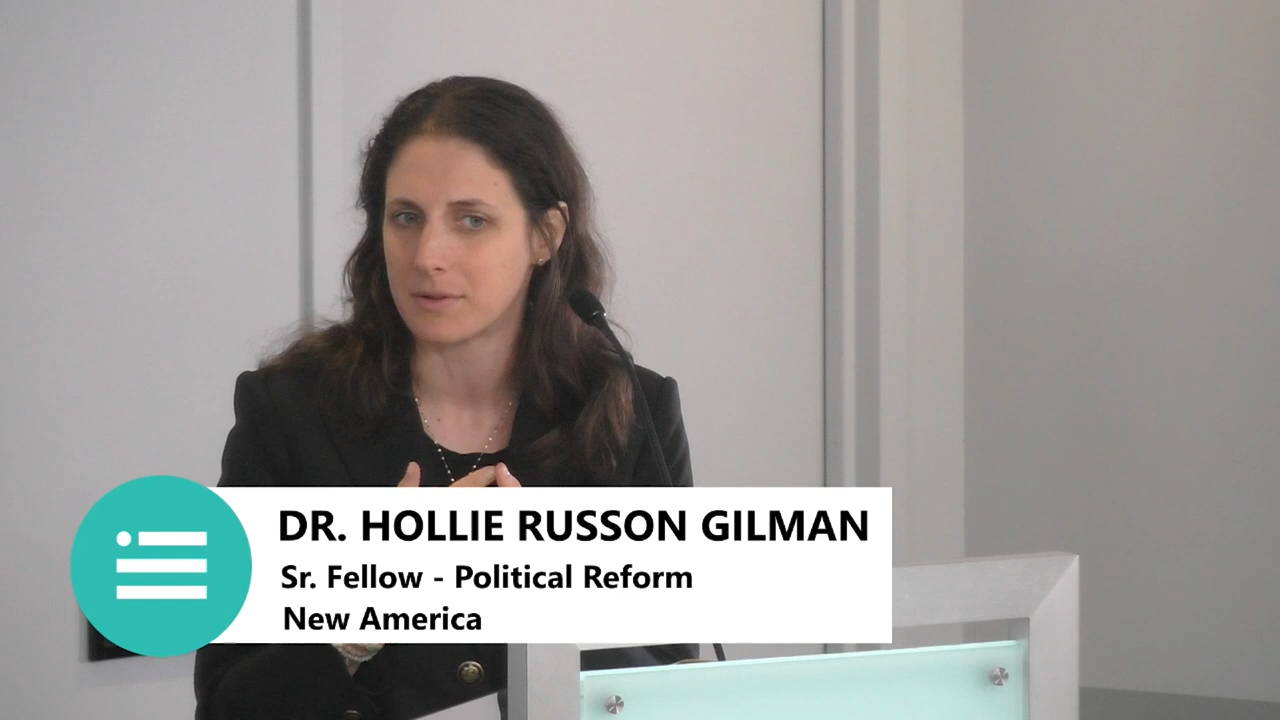 DR. HOLLIE RUSSON GILMAN
Sr. Fellow - Political Reform
New America